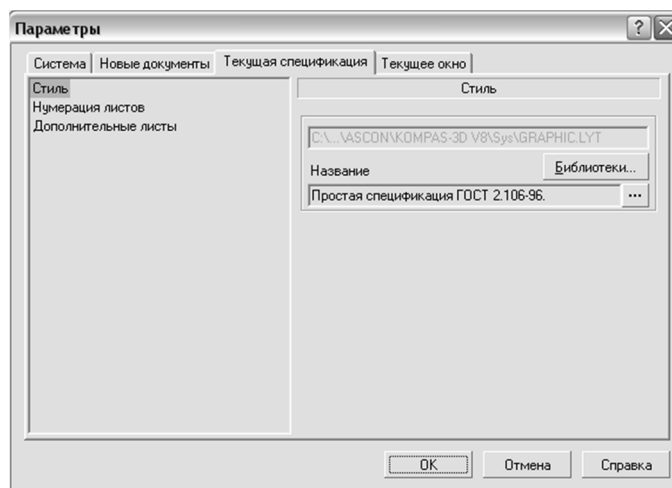 Параметры
Система Новые документы Текущая спецификация Текущее окно
Стиль
Нумерация листов
Дополнительные листы
Стиль
C:\...\ASCON\KOMPAS-3D V8\Sys\GRAPHIC.LYT
Название
Библиотеки...
Простая спецификация ГОСТ 2.106-96. ...
OK Отмена Справка